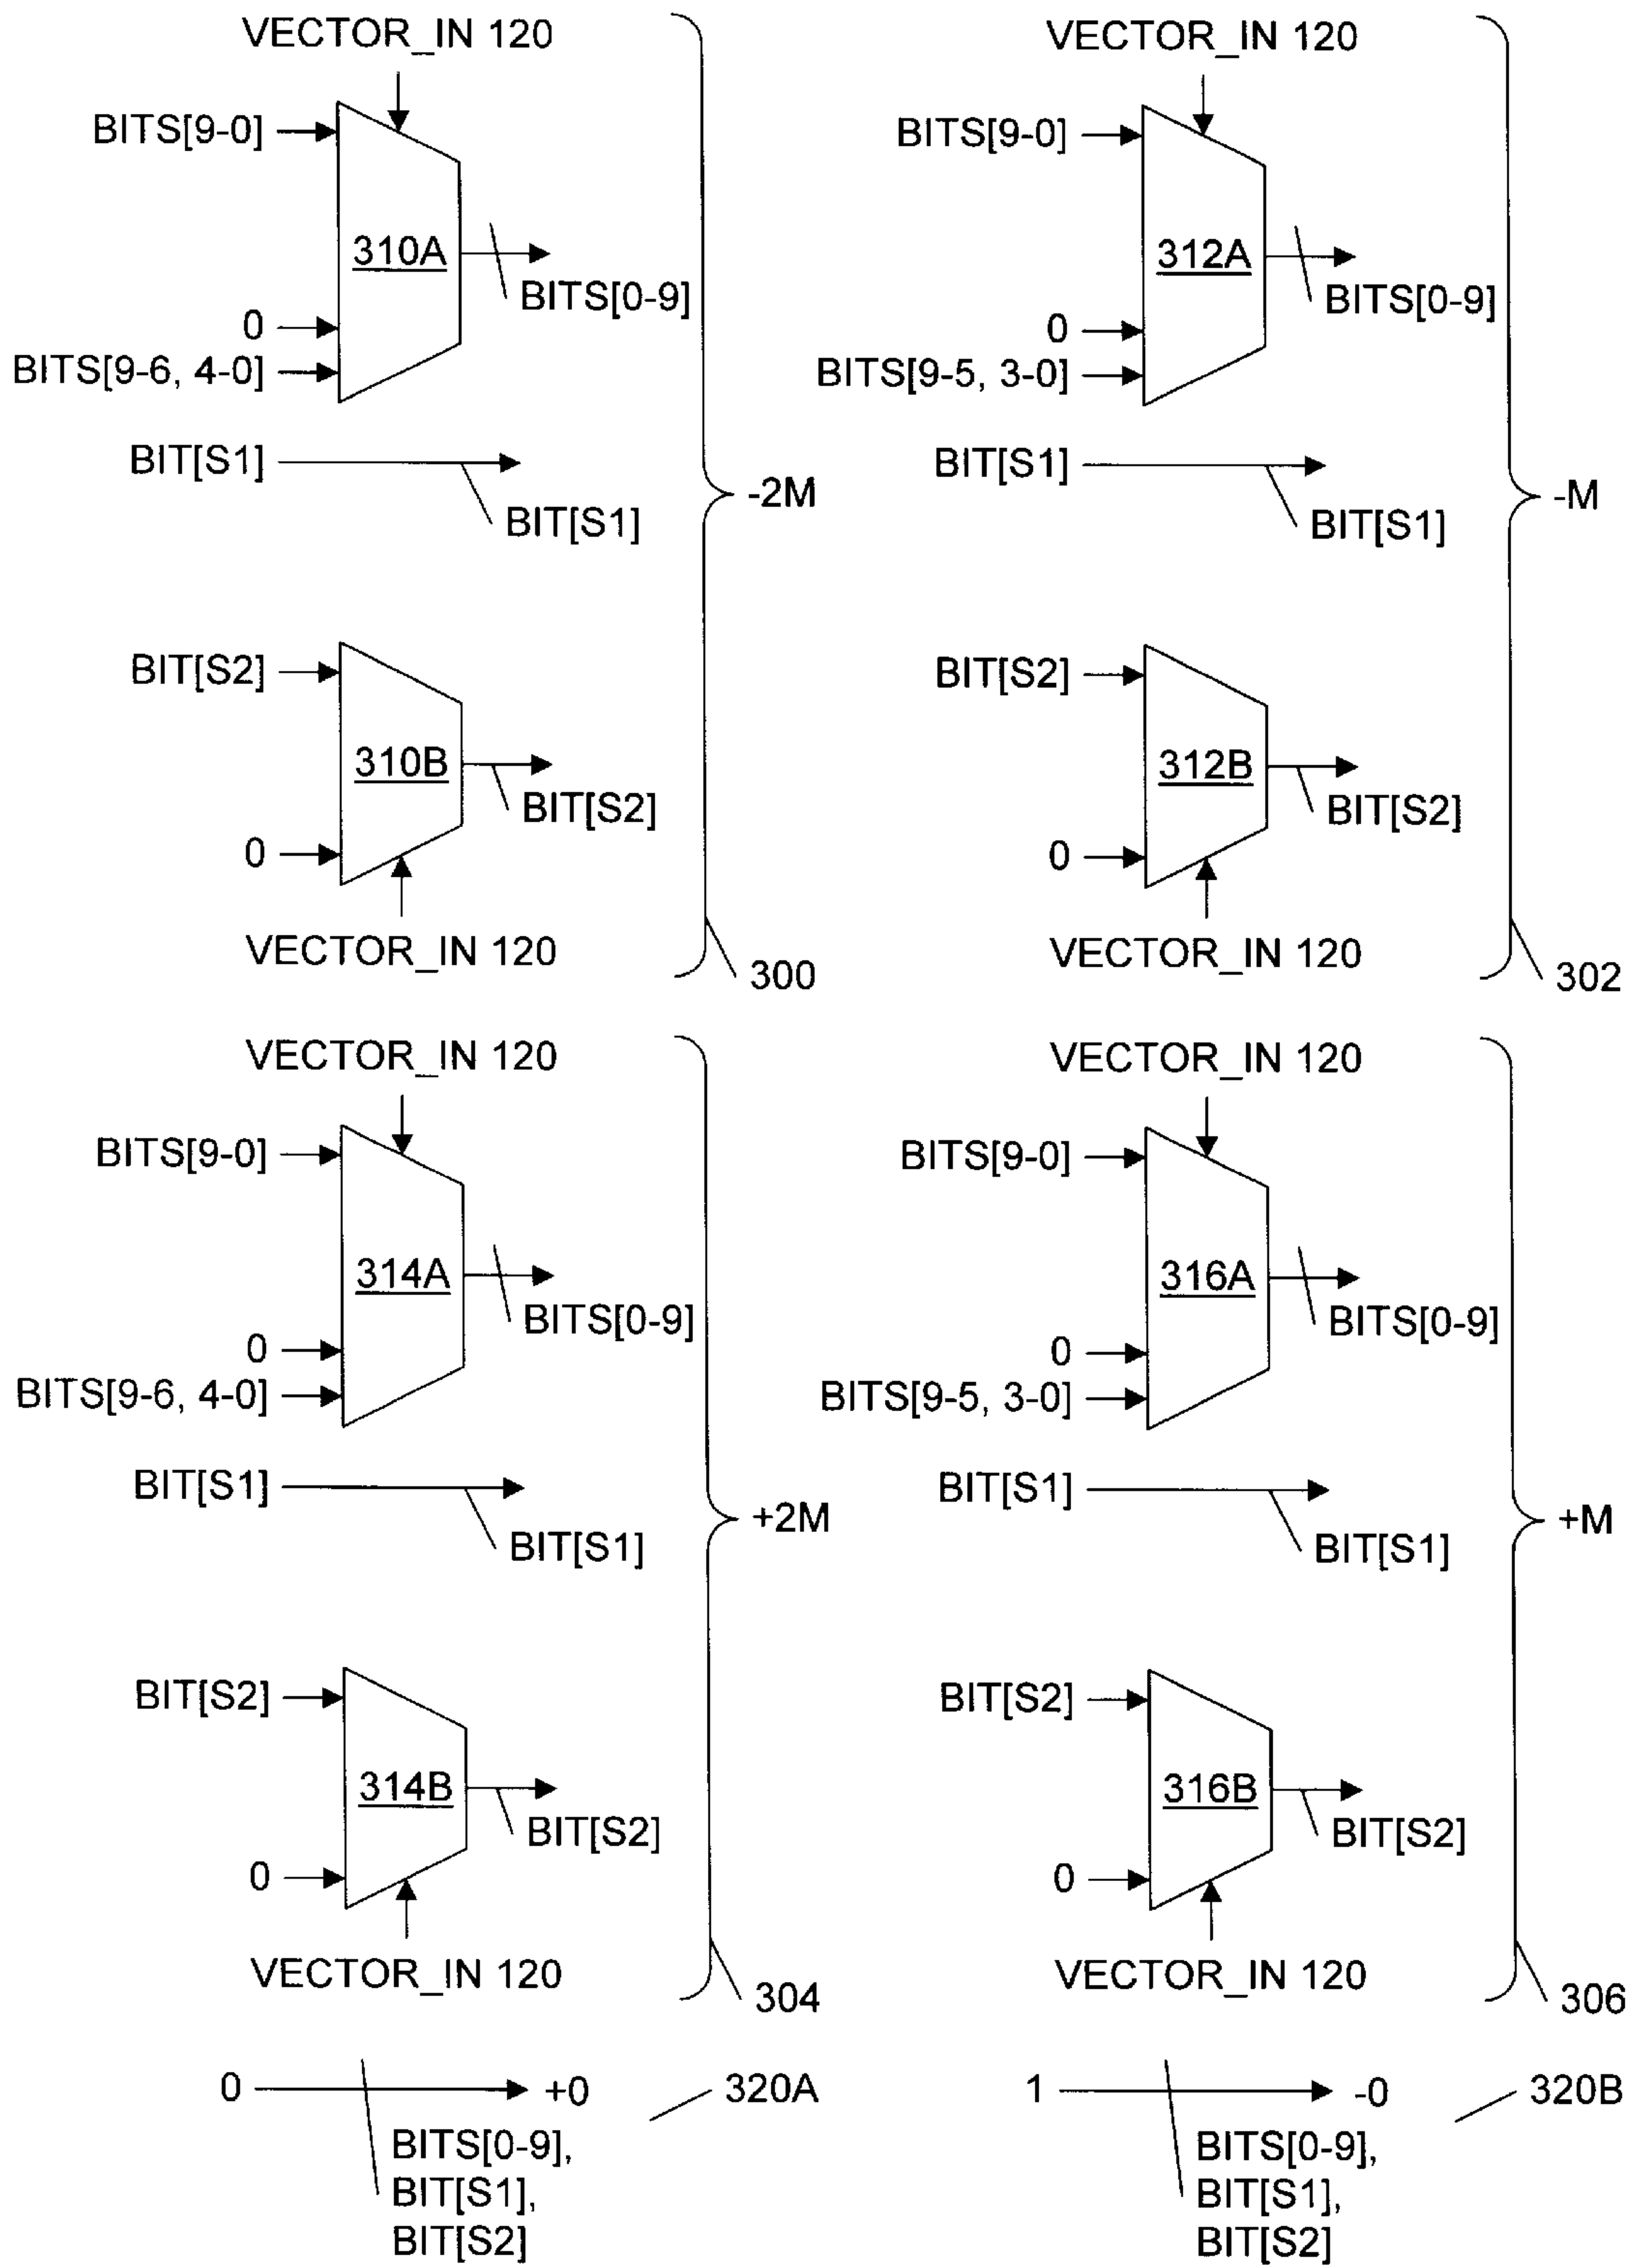 VECTOR_IN 120
BITS[9-0]
310A
BITS[0-9]
0
BITS[9-6, 4-0]
BIT[S1]
BIT[S1]
-2M
BIT[S2]
310B
BIT[S2]
0
VECTOR_IN 120
300
VECTOR_IN 120
BITS[9-0]
312A
BITS[0-9]
0
BITS[9-5, 3-0]
BIT[S1]
BIT[S1]
-M
BIT[S2]
312B
BIT[S2]
0
VECTOR_IN 120
302
VECTOR_IN 120
BITS[9-0]
314A
BITS[0-9]
0
BITS[9-6, 4-0]
BIT[S1]
BIT[S1]
+2M
BIT[S2]
314B
BIT[S2]
0
VECTOR_IN 120
304
VECTOR_IN 120
BITS[9-0]
316A
BITS[0-9]
0
BITS[9-5, 3-0]
BIT[S1]
BIT[S1]
+M
BIT[S2]
316B
BIT[S2]
0
VECTOR_IN 120
306
0
+0
320A
BITS[0-9],
BIT[S1],
BIT[S2]
1
-0
320B
BITS[0-9],
BIT[S1],
BIT[S2]